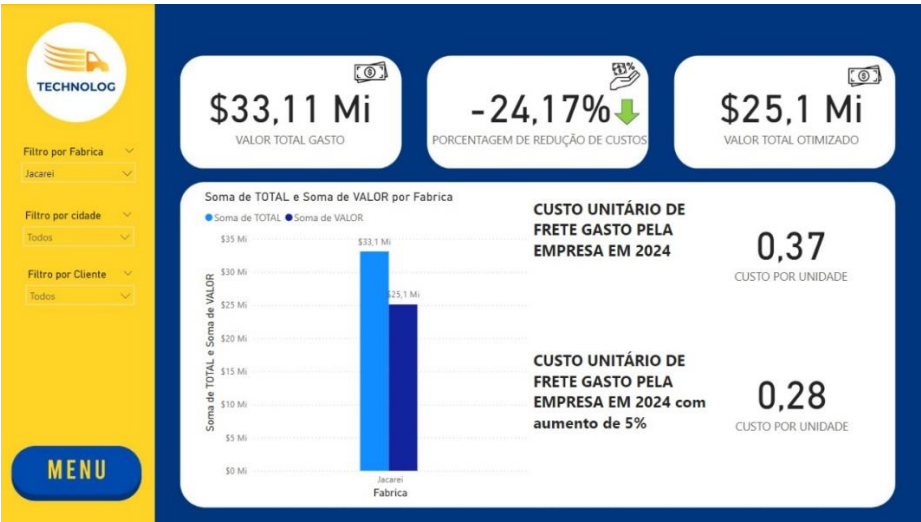 TECHNOLOG
Filtro por Fabrica
Jacarei
Filtro por cidade
Todos
Filtro por Cliente
Todos
MENU
$33,11 Mi
VALOR TOTAL GASTO
-24,17%
PORCENTAGEM DE REDUÇÃO DE CUSTOS
$25,1 Mi
VALOR TOTAL OTIMIZADO
Soma de TOTAL e Soma de VALOR por Fabrica
Soma de TOTAL Soma de VALOR
Soma de TOTAL e Soma de VALOR
$35 Mi
$30 Mi
$25 Mi
$20 Mi
$15 Mi
$10 Mi
$5 Mi
$0 Mi
$33,1 Mi
$25,1 Mi
Jacarei
Fabrica
CUSTO UNITÁRIO DE
FRETE GASTO PELA
EMPRESA EM 2024
0,37
CUSTO POR UNIDADE
CUSTO UNITÁRIO DE
FRETE GASTO PELA
EMPRESA EM 2024 com
aumento de 5%
0,28
CUSTO POR UNIDADE